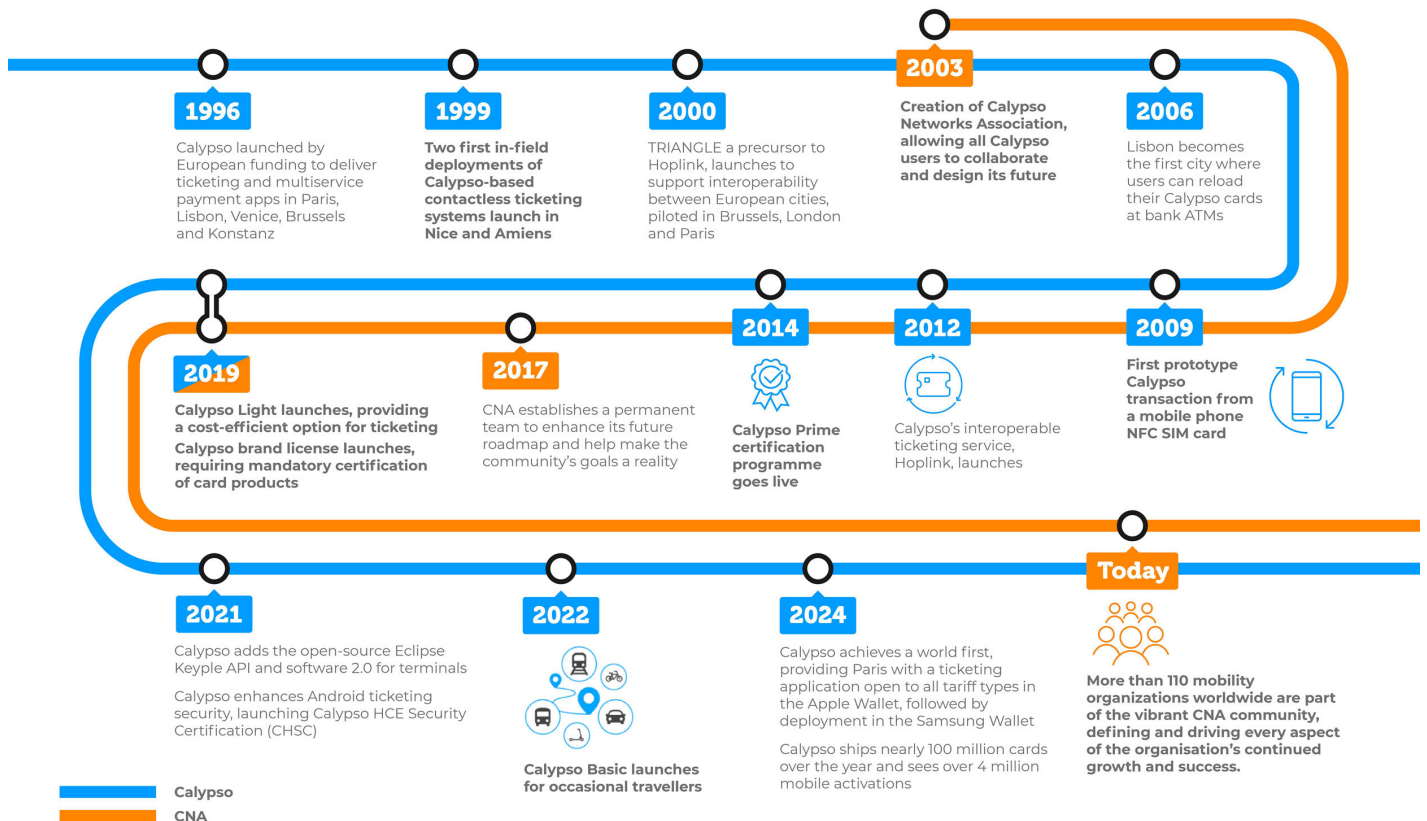 1996
Calypso launched by
European funding to deliver
ticketing and multiservice
payment apps in Paris,
Lisbon, Venice, Brussels
and Konstanz
1999
Two first in-field
deployments of
Calypso-based
contactless ticketing
systems launch in
Nice and Amiens
2000
TRIANGLE a precursor to
Hoplink, launches to
support interoperability
between European cities,
piloted in Brussels, London
and Paris
2003
Creation of Calypso
Networks Association,
allowing all Calypso
users to collaborate
and design its future
2006
Lisbon becomes
the first city where
users can reload
their Calypso cards
at bank ATMs
2009
First prototype
Calypso
transaction from
a mobile phone
NFC SIM card
2012
Calypso’s interoperable
ticketing service,
Hoplink, launches
2014
Calypso Prime
certification
programme
goes live
2017
CNA establishes a permanent
team to enhance its future
roadmap and help make the
community’s goals a reality
2019
Calypso Light launches, providing
a cost-efficient option for ticketing
Calypso brand license launches,
requiring mandatory certification
of card products
2021
Calypso adds the open-source Eclipse
Keyple API and software 2.0 for terminals
Calypso enhances Android ticketing
security, launching Calypso HCE Security
Certification (CHSC)
2022
Calypso Basic launches
for occasional travellers
2024
Calypso achieves a world first,
providing Paris with a ticketing
application open to all tariff types in
the Apple Wallet, followed by
deployment in the Samsung Wallet
Calypso ships nearly 100 million cards
over the year and sees over 4 million
mobile activations
Today
More than 110 mobility
organizations worldwide are part
of the vibrant CNA community,
defining and driving every aspect
of the organisation’s continued
growth and success.
Calypso
CNA